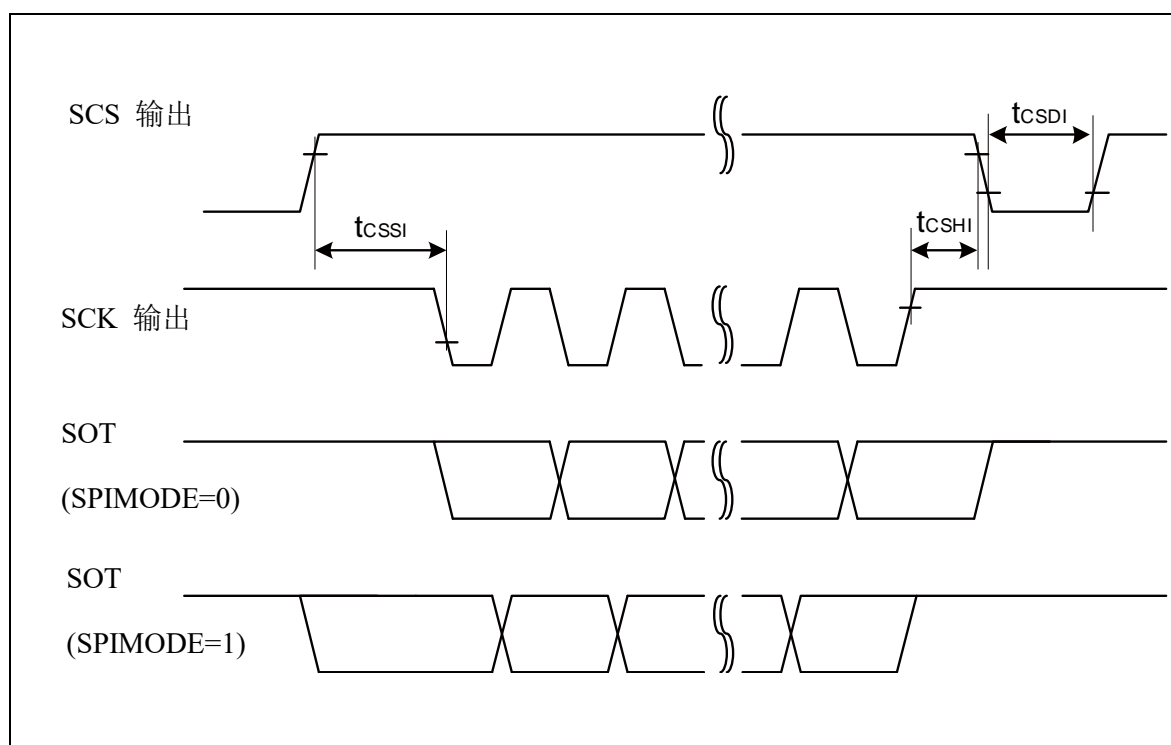 SCS 输出
tCSDI
tCSSI
tCSHI
SCK 输出
SOT
(SPIMODE=0)
SOT
(SPIMODE=1)